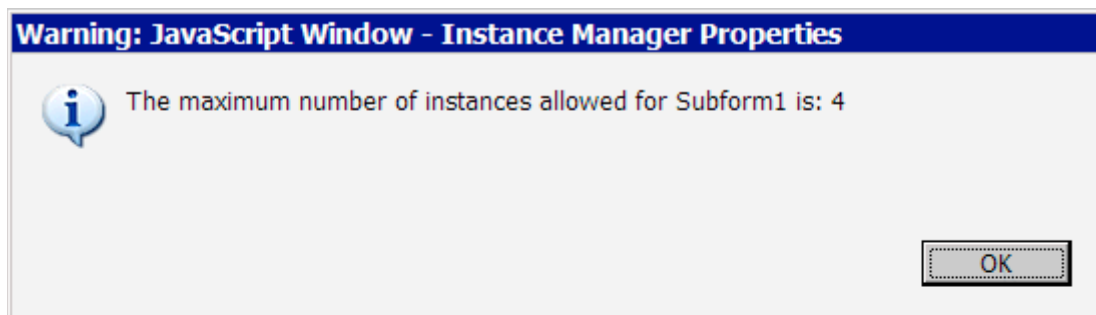 Warning: JavaScript Window - Instance Manager Properties
The maximum number of instances allowed for Subform1 is: 4
OK